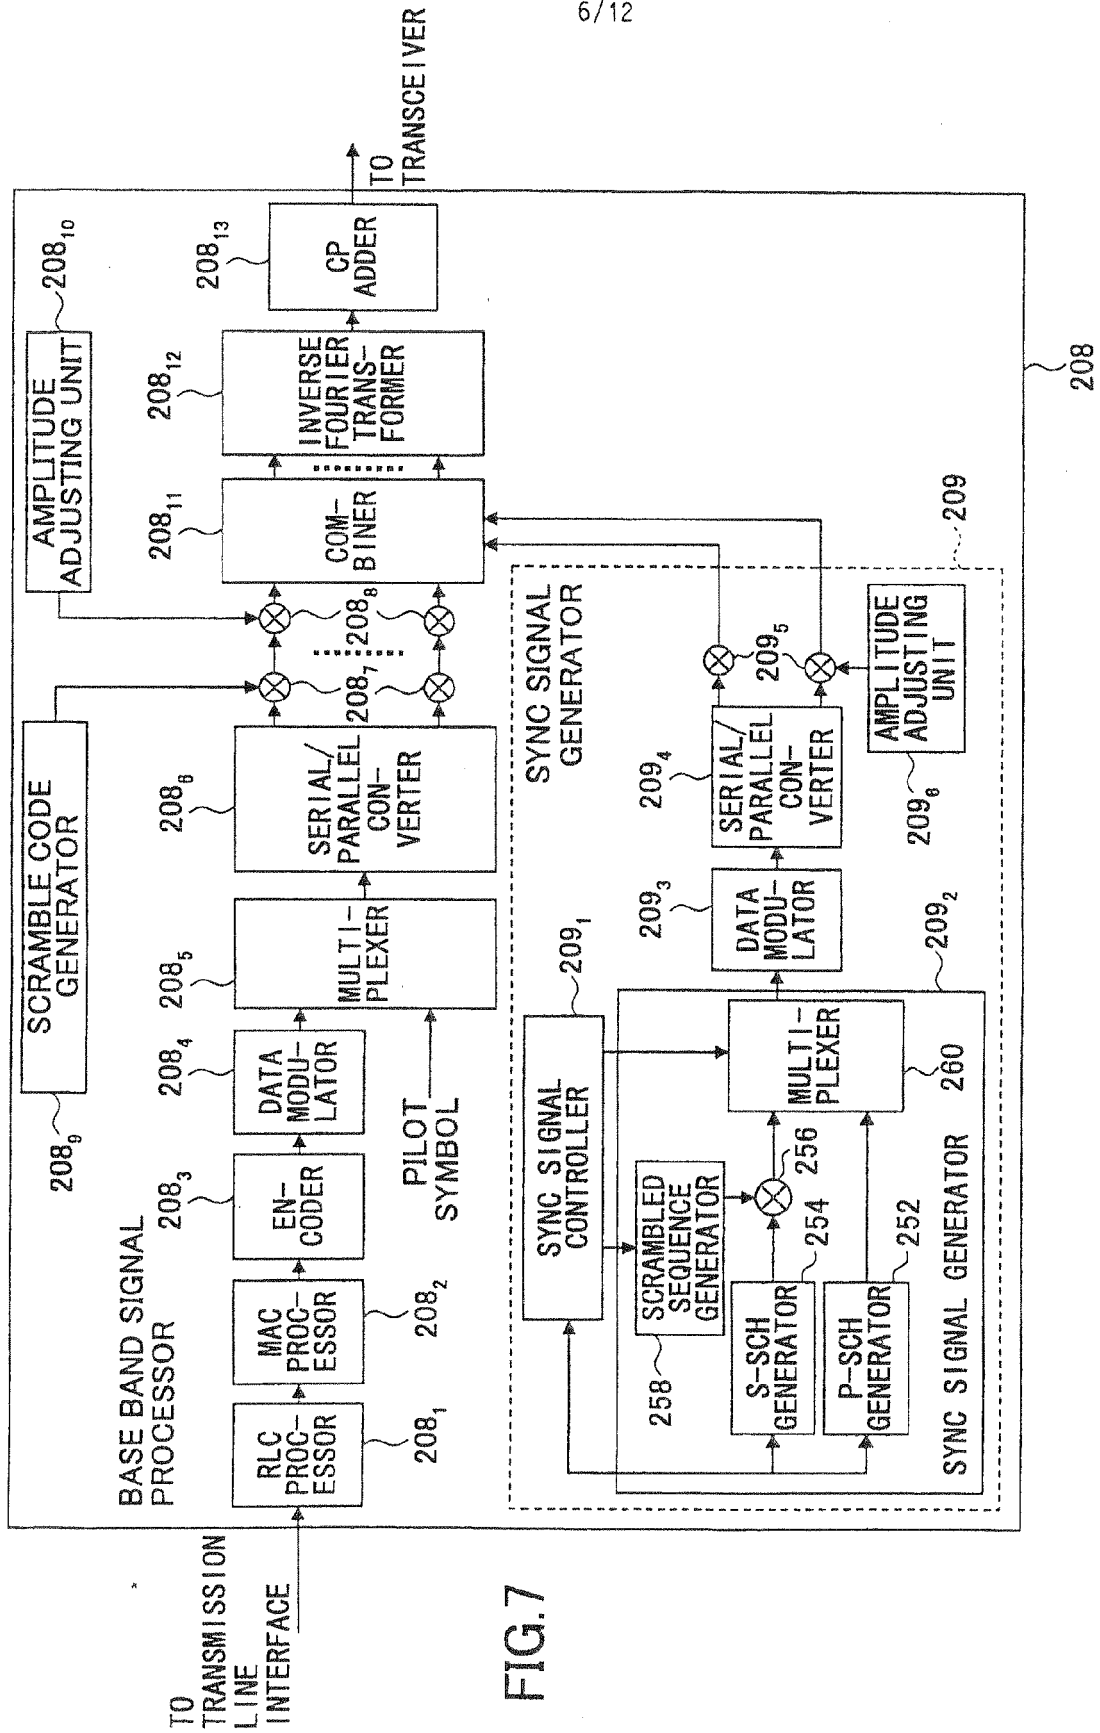 6/12
TO
TRANSMISSION
LINE
INTERFACE
BASE BAND SIGNAL
PROCESSOR
RLC
PROC-
ESSOR
208₁
MAC
PROC-
ESSOR
208₂
EN-
CODER
208₃
DATA
MODU-
LATOR
208₄
PILOT
SYMBOL
MULTI-
PLEXER
208₅
SERIAL/
PARALLEL
CON-
VERTER
208₆
SCRAMBLE CODE
GENERATOR
208₉
208₇
208₈
AMPLITUDE
ADJUSTING UNIT
208₁₀
COM-
BINER
208₁₁
INVERSE
FOURIER
TRANS-
FORMER
208₁₂
CP
ADDER
208₁₃
TO
TRANSCEIVER
208
SYNC SIGNAL
GENERATOR
209
SYNC SIGNAL
CONTROLLER
209₁
SCRAMBLED
SEQUENCE
GENERATOR
258
S-SCH
GENERATOR
254
P-SCH
GENERATOR
252
256
MULTI-
PLEXER
260
SYNC SIGNAL GENERATOR
209₂
DATA
MODU-
LATOR
209₃
SERIAL/
PARALLEL
CON-
VERTER
209₄
209₅
AMPLITUDE
ADJUSTING
UNIT
209₆
FIG.7